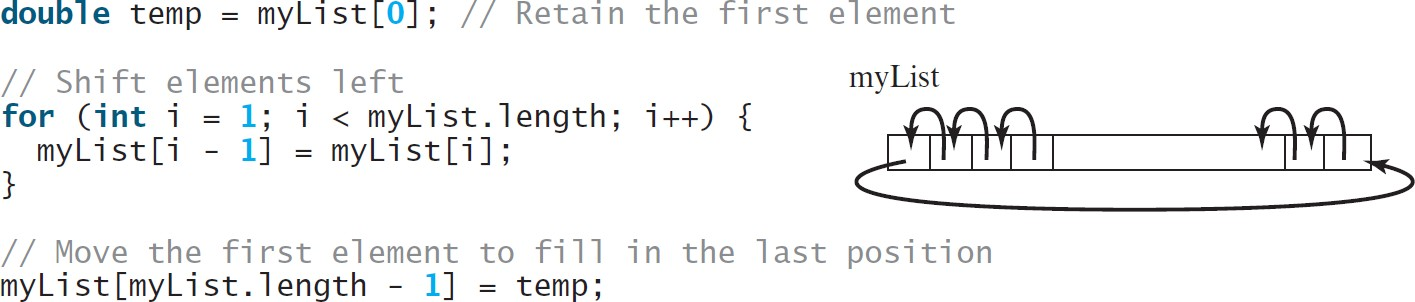 double temp = myList[0]; // Retain the first element
// Shift elements left
for (int i = 1; i < myList.length; i++) {
  myList[i - 1] = myList[i];
}
// Move the first element to fill in the last position
myList[myList.length - 1] = temp;
myList